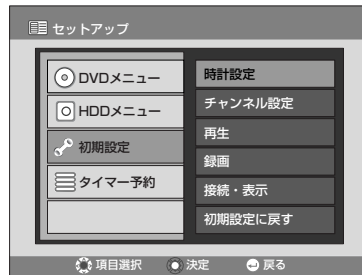 セットアップ
DVDメニュー
HDDメニュー
初期設定
タイマー予約
時計設定
チャンネル設定
再生
録画
接続・表示
初期設定に戻す
項目選択 決定 戻る